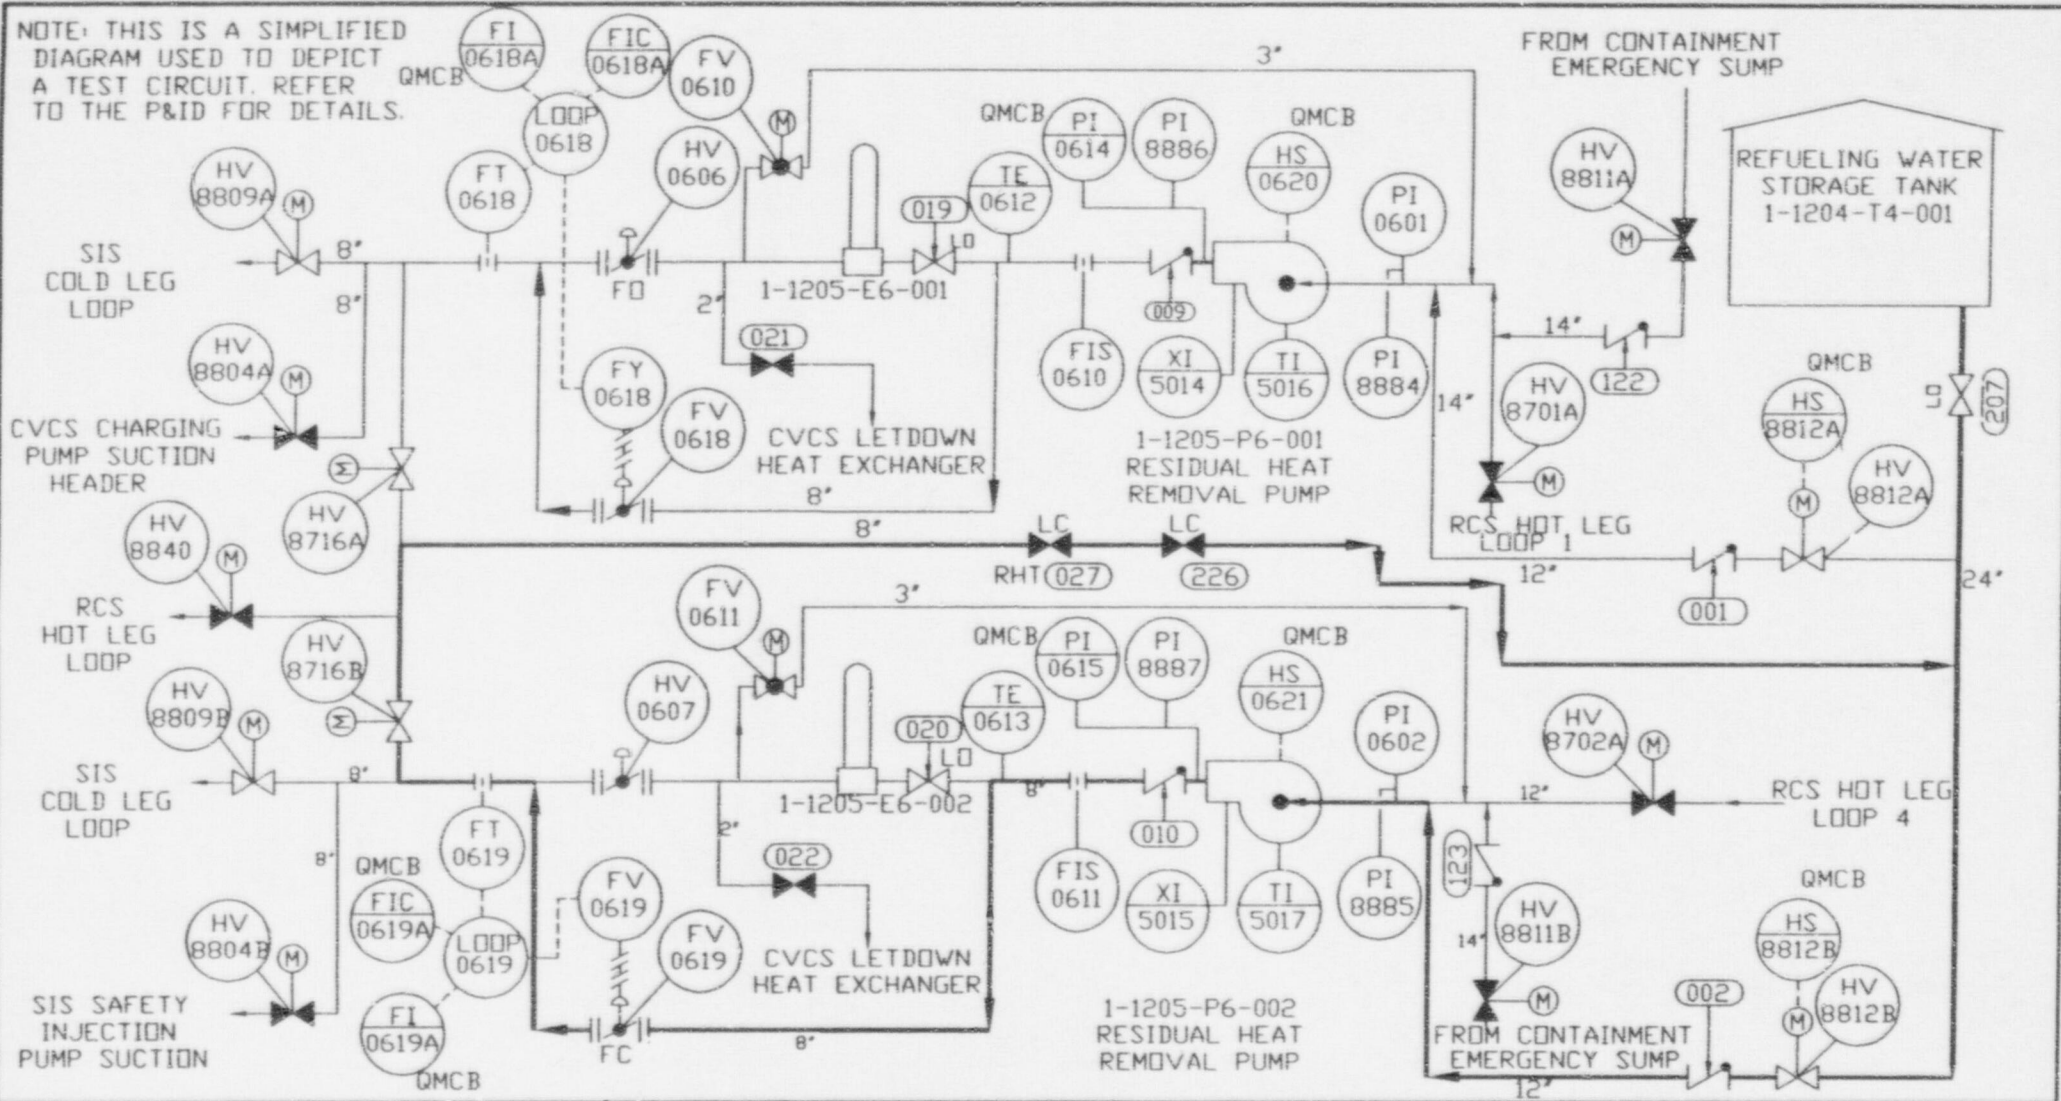 NOTE: THIS IS A SIMPLIFIED
DIAGRAM USED TO DEPICT
A TEST CIRCUIT. REFER
TO THE P&ID FOR DETAILS.
QMCB
FI
0618A
FIC
0618A
LOOP
0618
FV
0610
3"
FROM CONTAINMENT
EMERGENCY SUMP
HV
8809A
M
FT
0618
HV
0606
M
019
LO
TE
0612
QMCB
PI
0614
PI
8886
QMCB
HS
0620
PI
0601
HV
8811A
M
REFUELING WATER
STORAGE TANK
1-1204-T4-001
SIS
COLD LEG
LOOP
8"
8"
FO
2"
1-1205-E6-001
009
14"
122
HV
8804A
M
FY
0618
FV
0618
021
CVCS LETDOWN
HEAT EXCHANGER
FIS
0610
XI
5014
TI
5016
PI
8884
1-1205-P6-001
RESIDUAL HEAT
REMOVAL PUMP
14"
HV
8701A
M
RCS HOT LEG
LOOP 1
QMCB
HS
8812A
M
HV
8812A
LO
207
CVCS CHARGING
PUMP SUCTION
HEADER
M
HV
8716A
8"
8"
LC
LC
RHT
027
226
12"
001
24"
HV
8840
M
RCS
HOT LEG
LOOP
HV
8716B
M
FV
0611
M
3"
HV
0607
020
LO
TE
0613
QMCB
PI
0615
PI
8887
QMCB
HS
0621
PI
0602
HV
8702A
M
HV
8809B
M
SIS
COLD LEG
LOOP
8"
1-1205-E6-002
8"
010
12"
RCS HOT LEG
LOOP 4
8"
FT
0619
2"
022
FIS
0611
XI
5015
TI
5017
PI
8885
123
14"
HV
8811B
M
QMCB
HS
8812B
M
HV
8812B
QMCB
FIC
0619A
LOOP
0619
FV
0619
FV
0619
HV
8804B
M
CVCS LETDOWN
HEAT EXCHANGER
SIS SAFETY
INJECTION
PUMP SUCTION
FI
0619A
QMCB
FC
8"
1-1205-P6-002
RESIDUAL HEAT
REMOVAL PUMP
FROM CONTAINMENT
EMERGENCY SUMP
002
12"